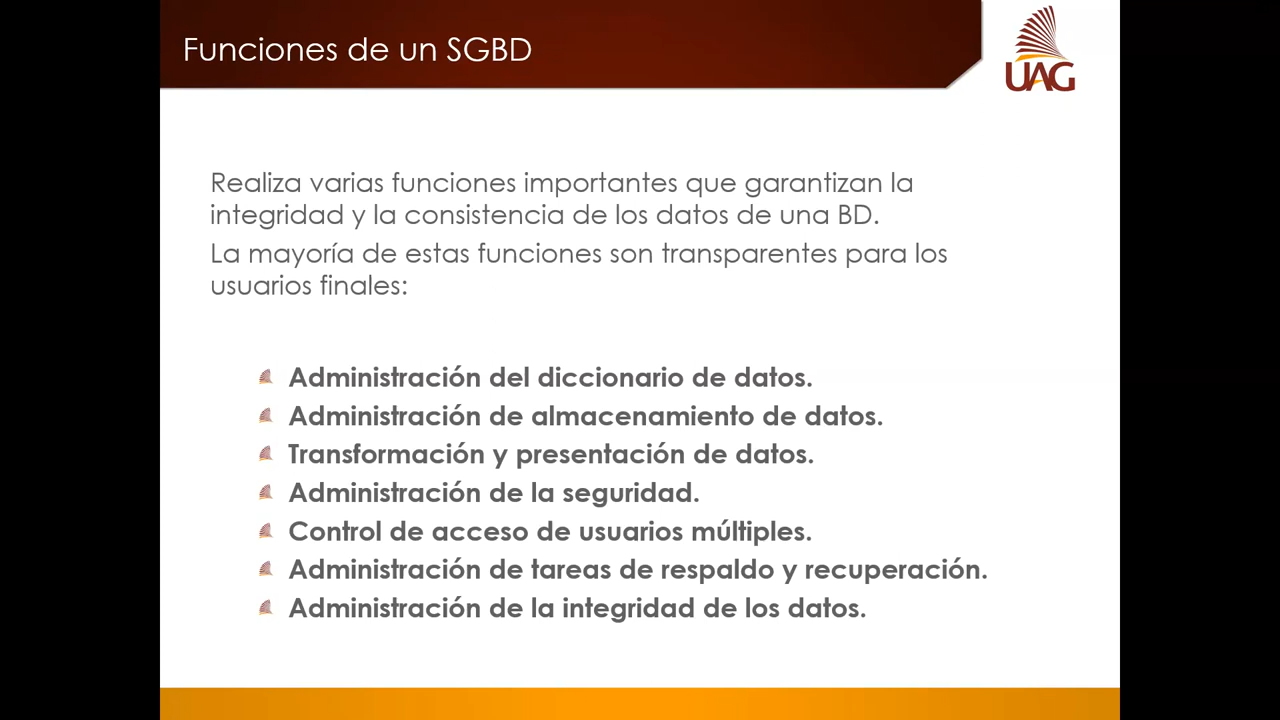 Funciones de un SGBD
UAG
Realiza varias funciones importantes que garantizan la
integridad y la consistencia de los datos de una BD.
La mayoría de estas funciones son transparentes para los
usuarios finales:
Administración del diccionario de datos.
Administración de almacenamiento de datos.
Transformación y presentación de datos.
Administración de la seguridad.
Control de acceso de usuarios múltiples.
Administración de tareas de respaldo y recuperación.
Administración de la integridad de los datos.